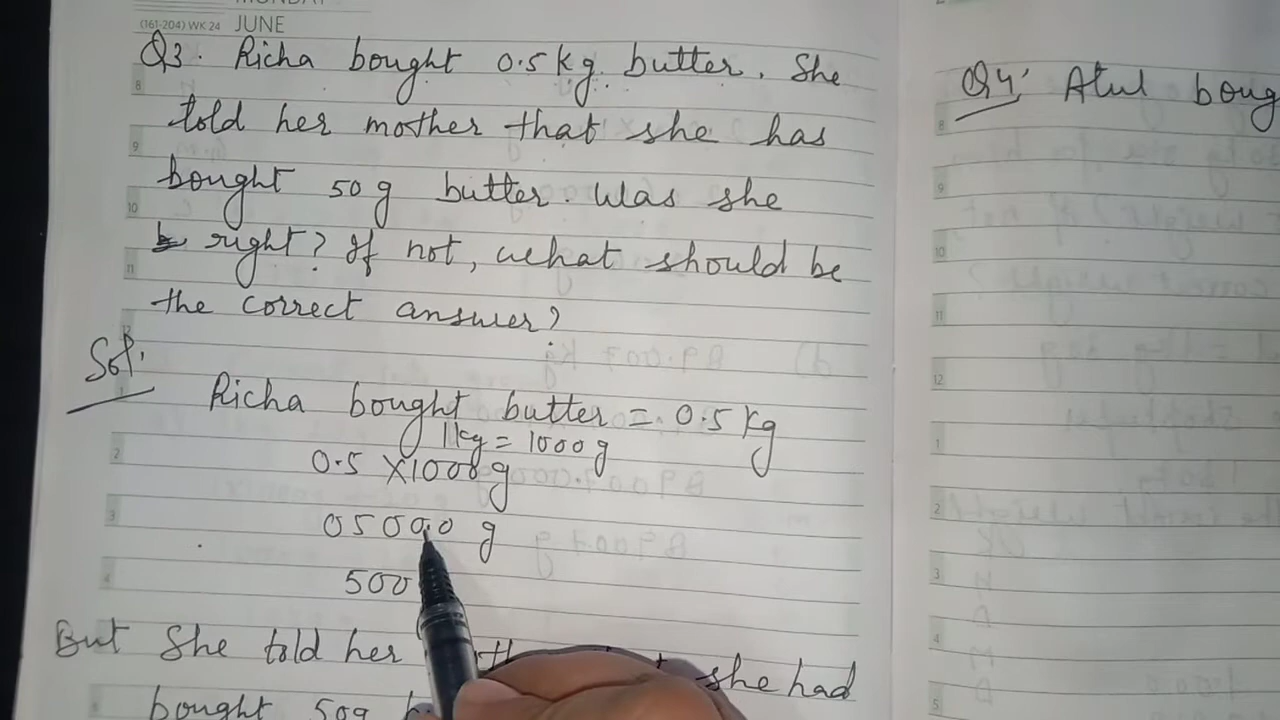 (161-204) WK 24 JUNE
Q3. Richa bought 0.5 kg butter. She
told her mother that she has
bought 50 g butter. Was she
right? If not, what should be
the correct answer?
Sol.
Richa bought butter = 0.5 kg
1 kg = 1000 g
0.5 X1000 g
0500.0 g
500
But She told her she had
bought 50g
Q4. Atul boug